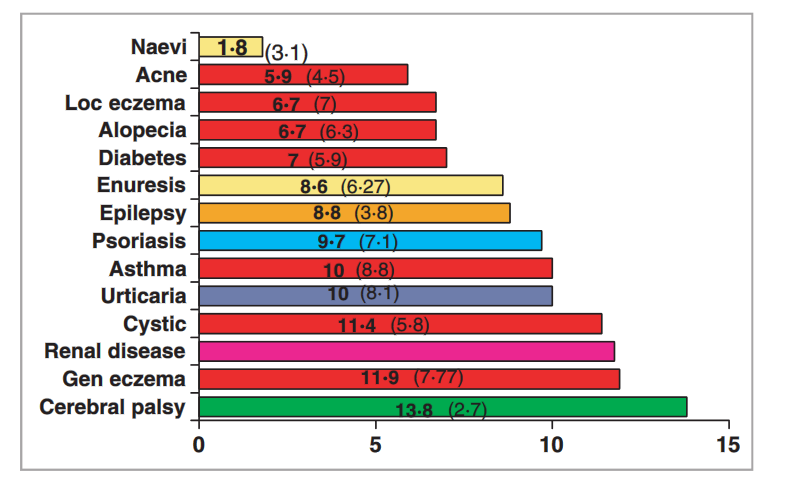 Naevi 1·8 (3·1)
Acne 5·9 (4·5)
Loc eczema 6·7 (7)
Alopecia 6·7 (6·3)
Diabetes 7 (5·9)
Enuresis 8·6 (6·27)
Epilepsy 8·8 (3·8)
Psoriasis 9·7 (7·1)
Asthma 10 (8·8)
Urticaria 10 (8·1)
Cystic 11·4 (5·8)
Renal disease
Gen eczema 11·9 (7·77)
Cerebral palsy 13·8 (2·7)
0 5 10 15